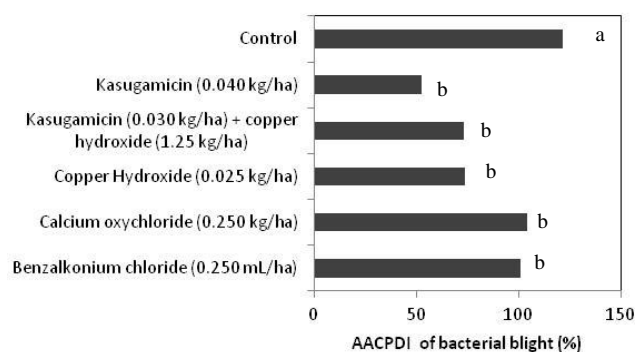 Control
a
Kasugamicin (0.040 kg/ha)
b
Kasugamicin (0.030 kg/ha) + copper
hydroxide (1.25 kg/ha)
b
Copper Hydroxide (0.025 kg/ha)
b
Calcium oxychloride (0.250 kg/ha)
b
Benzalkonium chloride (0.250 mL/ha)
b
0 50 100 150
AACPDI of bacterial blight (%)